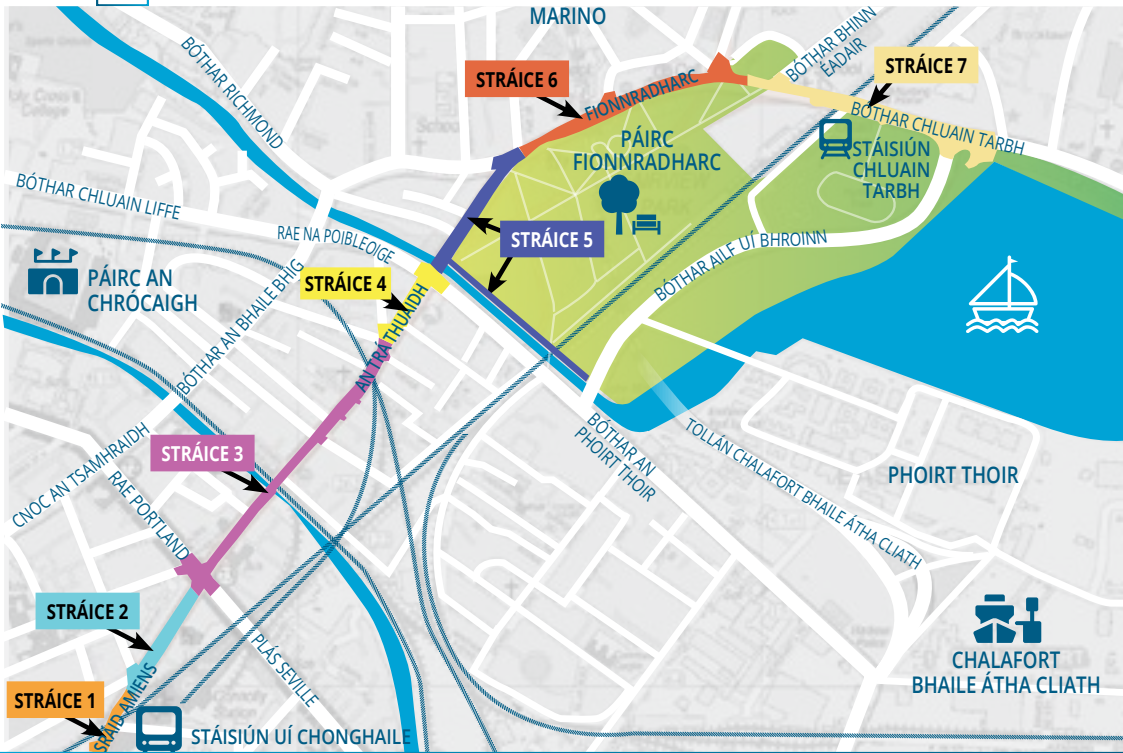 MARINO
BÓTHAR RICHMOND
BÓTHAR BHINN
ÉADAIR
STRÁICE 7
STRÁICE 6
FIONNRADHARC
BÓTHAR CHLUAIN TARBH
PÁIRC
FIONNRADHARC
STÁISIÚN
CHLUAIN
TARBH
BÓTHAR CHLUAIN LIFFE
RAE NA POIBLEOIGE
STRÁICE 5
BÓTHAR AILF UÍ BHROINN
PÁIRC AN
CHRÓCAIGH
STRÁICE 4
BÓTHAR AN BHAILE BHIG
AN TRÁ THUAIDH
CNOC AN TSAMHRAIDH
STRÁICE 3
RAE PORTLAND
BÓTHAR AN
PHOIRT THOIR
TOLLÁN CHALAFORT BHAILE ÁTHA CLIATH
PHOIRT THOIR
STRÁICE 2
PLÁS SEVILLE
CHALAFORT
BHAILE ÁTHA CLIATH
STRÁICE 1
SRÁID AMIENS
STÁISIÚN UÍ CHONGHAILE